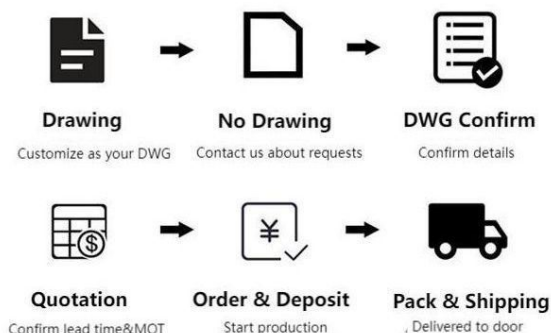 Drawing
No Drawing
DWG Confirm
Customize as your DWG
Contact us about requests
Confirm details
$
¥
Quotation
Order & Deposit
Pack & Shipping
Confirm lead time&MOT
Start production
, Delivered to door